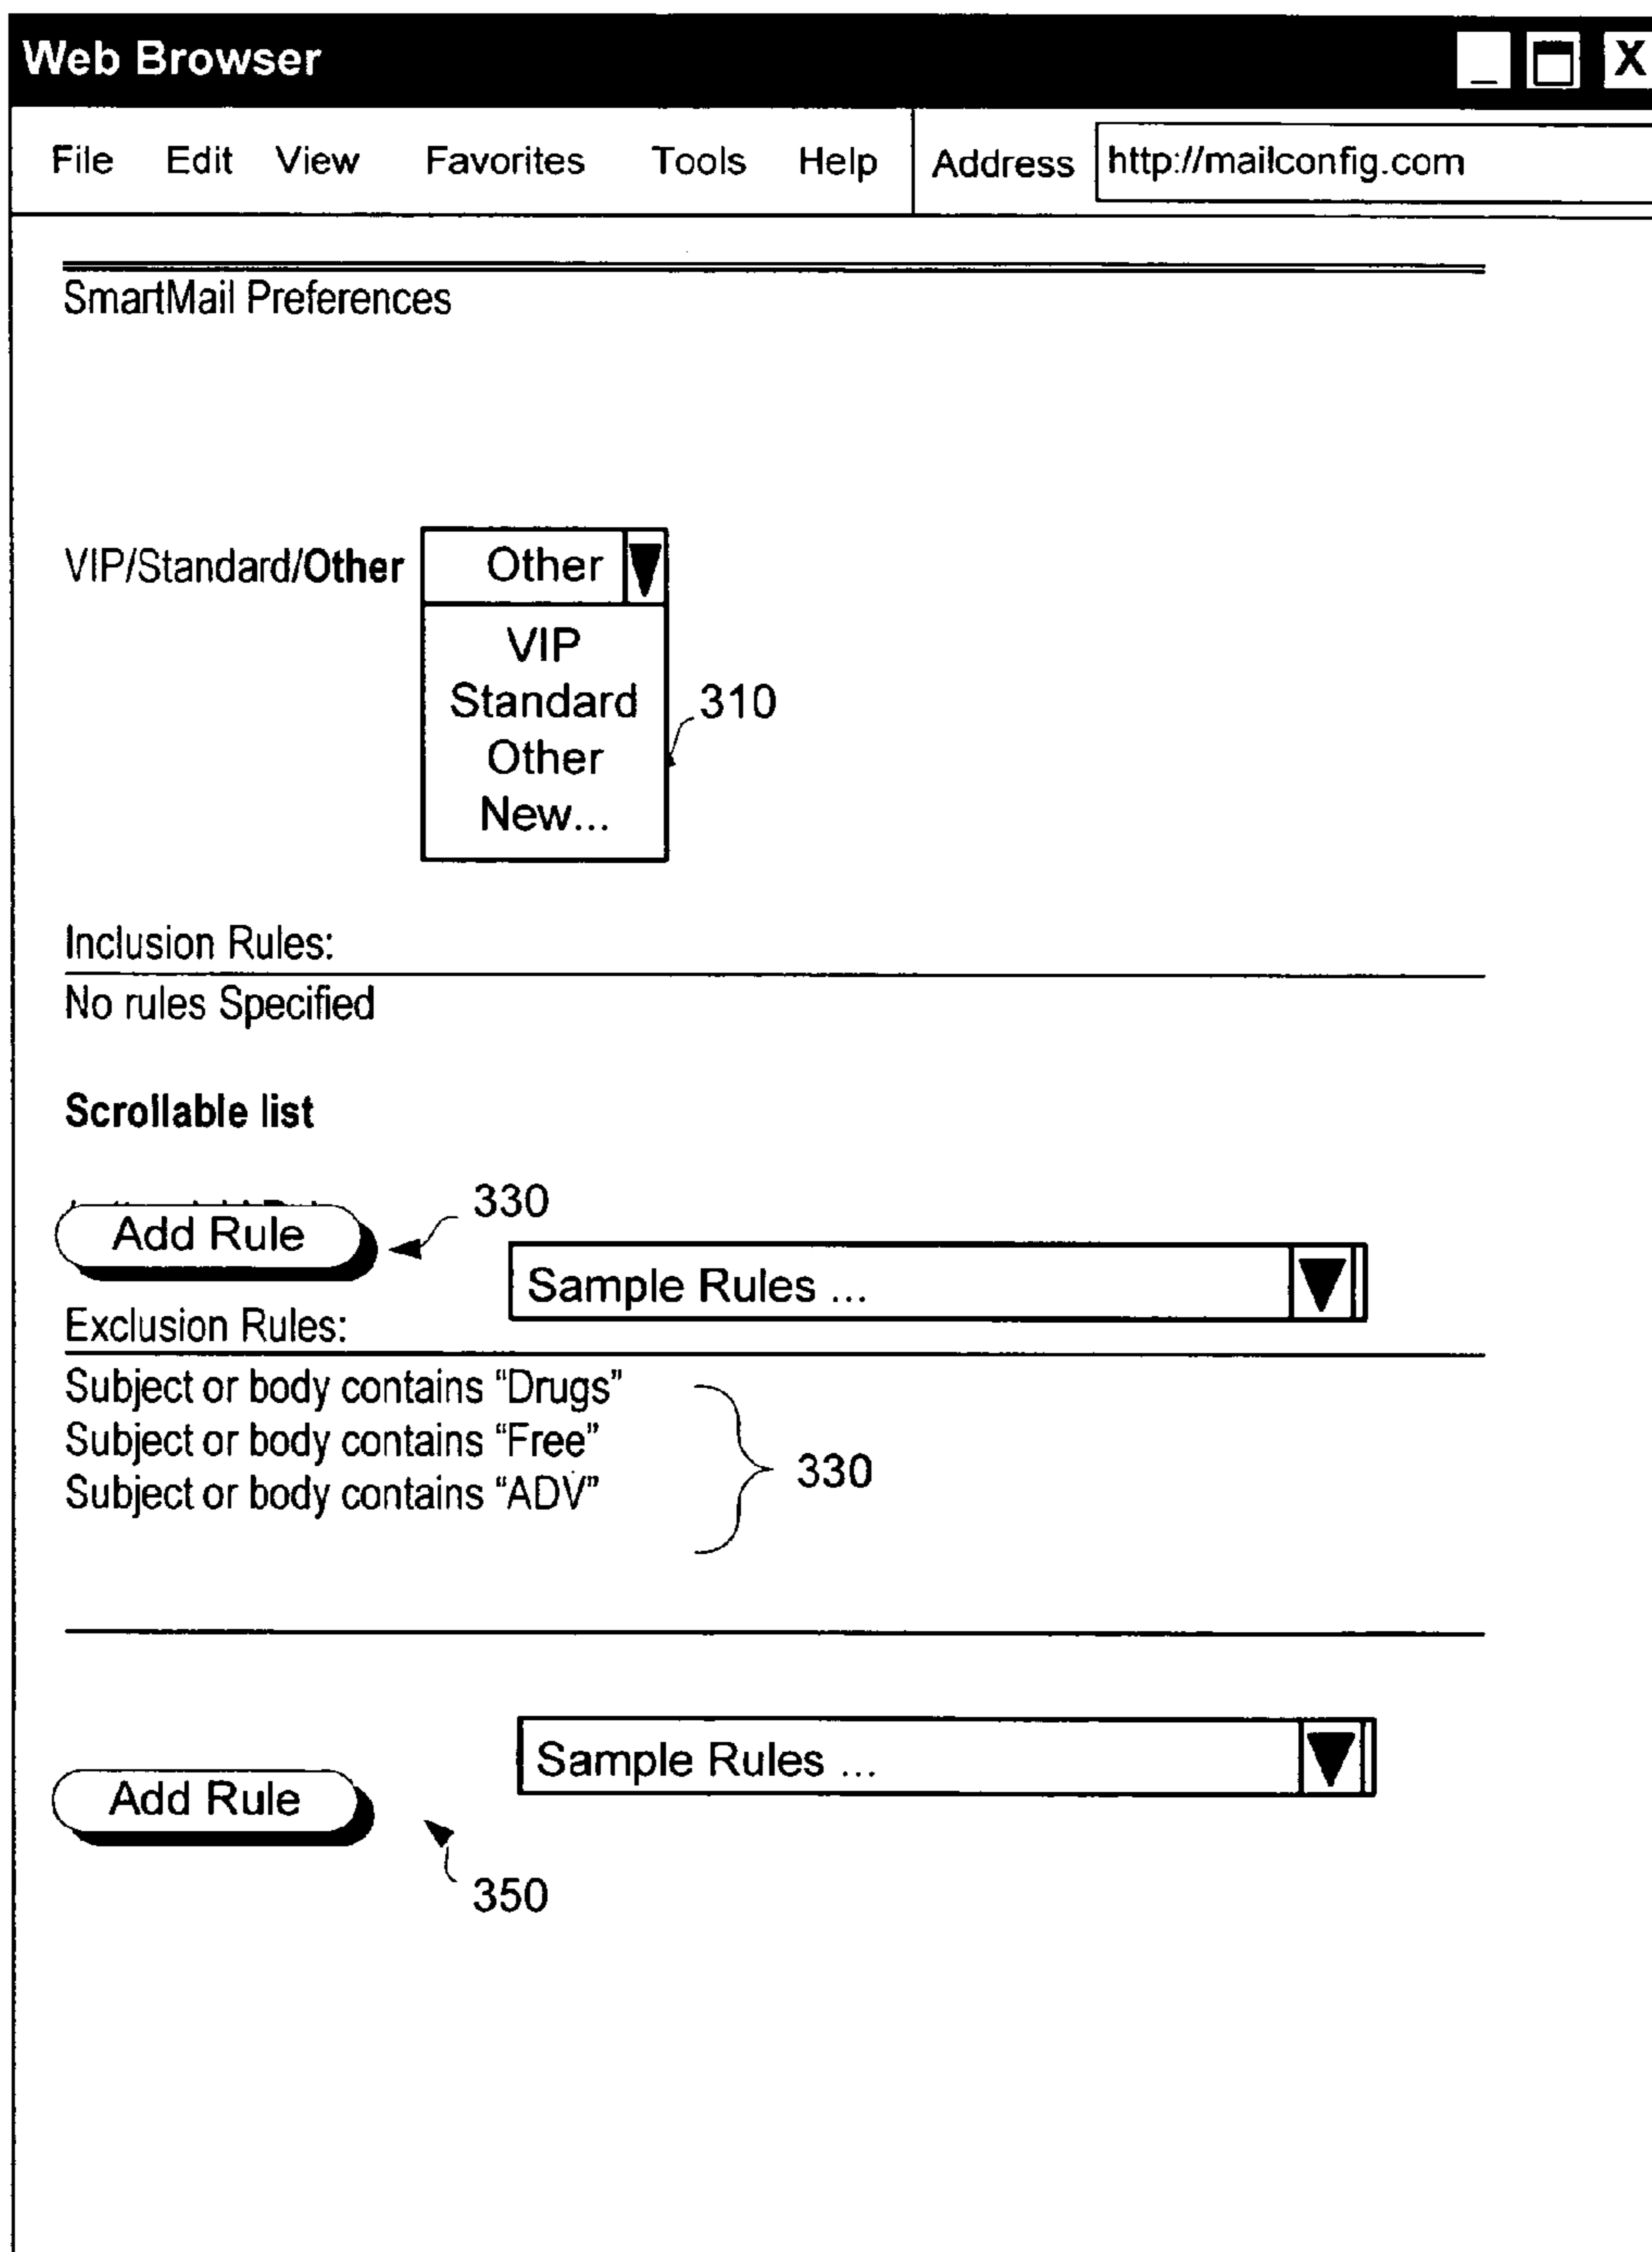 Web Browser _ X
File Edit View Favorites Tools Help Address http://mailconfig.com
SmartMail Preferences
VIP/Standard/Other Other
VIP
Standard
310
Other
New...
Inclusion Rules:
No rules Specified
Scrollable list
330
Add Rule
Sample Rules ...
Exclusion Rules:
Subject or body contains “Drugs”
Subject or body contains “Free”
330
Subject or body contains “ADV”
Sample Rules ...
Add Rule
350